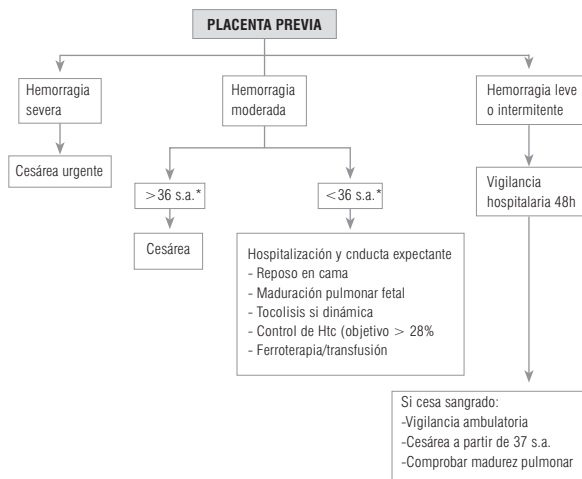 PLACENTA PREVIA
Hemorragia
severa
Hemorragia
moderada
Hemorragia leve
o intermitente
Cesárea urgente
>36 s.a.*
<36 s.a.*
Vigilancia
hospitalaria 48h
Cesárea
Hospitalización y cnducta expectante
- Reposo en cama
- Maduración pulmonar fetal
- Tocolisis si dinámica
- Control de Htc (objetivo > 28%
- Ferroterapia/transfusión
Si cesa sangrado:
-Vigilancia ambulatoria
-Cesárea a partir de 37 s.a.
-Comprobar madurez pulmonar